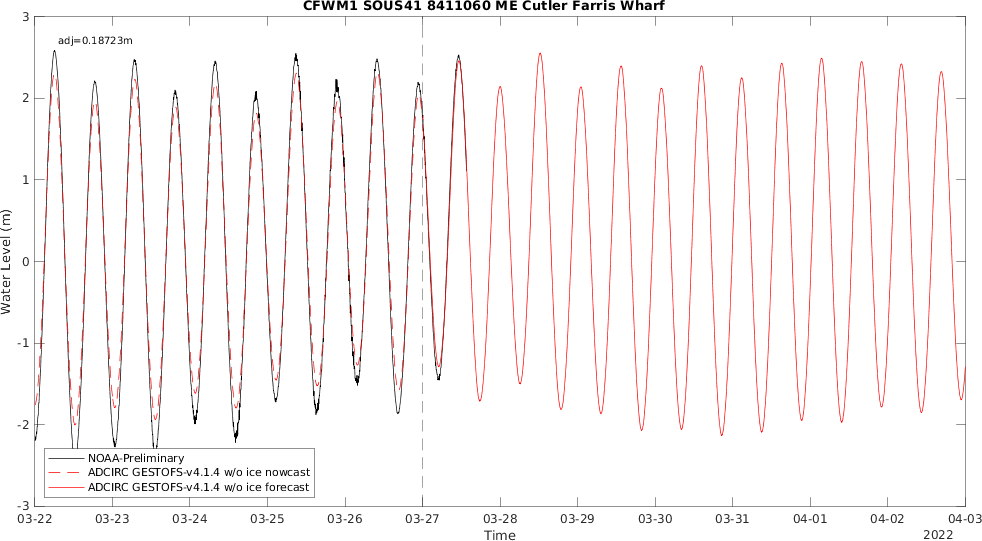 CFWM1 SOUS41 8411060 ME Cutler Farris Wharf
adj=0.18723m
3
2
1
0
-1
-2
-3
Water Level (m)
NOAA-Preliminary
ADCIRC GESTOFS-v4.1.4 w/o ice nowcast
ADCIRC GESTOFS-v4.1.4 w/o ice forecast
03-22 03-23 03-24 03-25 03-26 03-27 03-28 03-29 03-30 03-31 04-01 04-02 04-03
Time
2022